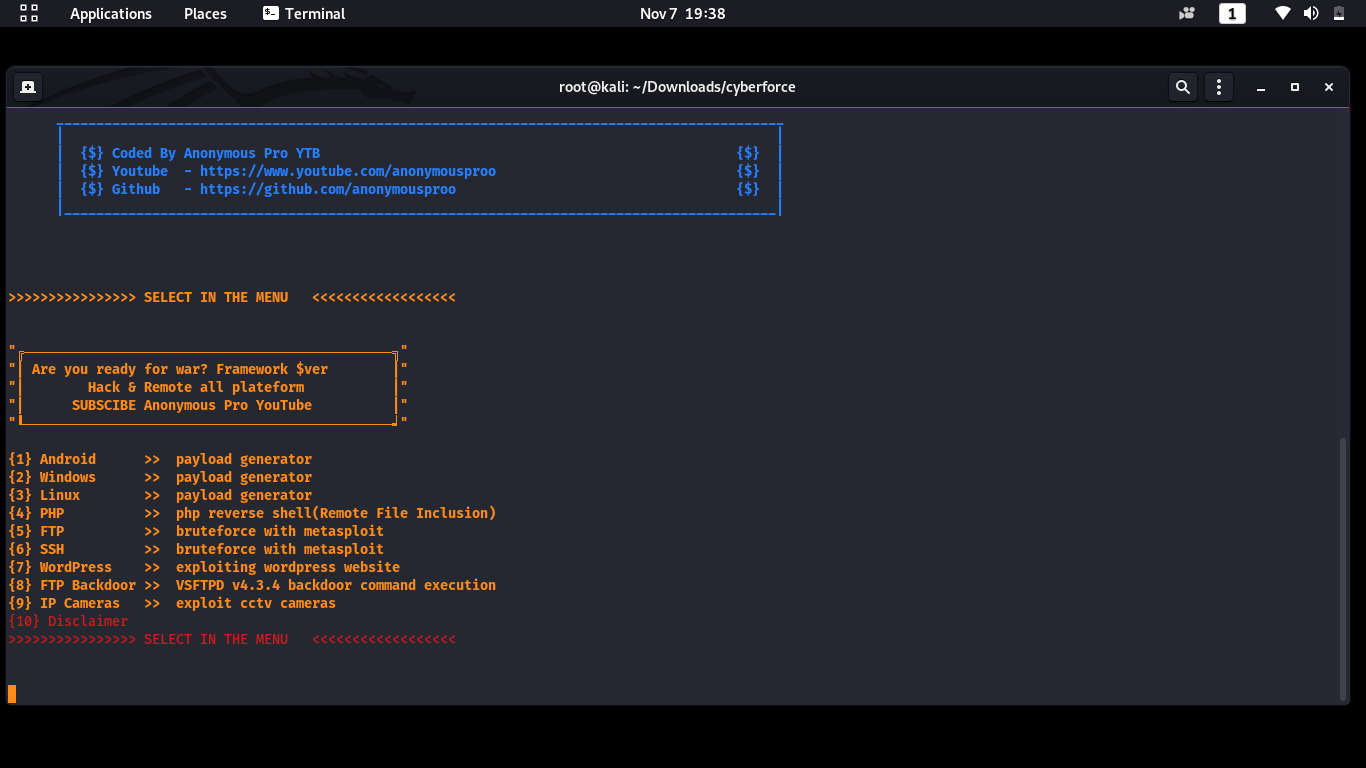 Applications Places Terminal Nov 7 19:38 1
root@kali: ~/Downloads/cyberforce
{$} Coded By Anonymous Pro YTB {$}
{$} Youtube - https://www.youtube.com/anonymousproo {$}
{$} Github - https://github.com/anonymousproo {$}
>>>>>>>>>>>>>>>> SELECT IN THE MENU <<<<<<<<<<<<<<<<<<
" "
" Are you ready for war? Framework $ver "
" Hack & Remote all plateform "
" SUBSCIBE Anonymous Pro YouTube "
" "
{1} Android >> payload generator
{2} Windows >> payload generator
{3} Linux >> payload generator
{4} PHP >> php reverse shell(Remote File Inclusion)
{5} FTP >> bruteforce with metasploit
{6} SSH >> bruteforce with metasploit
{7} WordPress >> exploiting wordpress website
{8} FTP Backdoor >> VSFTPD v4.3.4 backdoor command execution
{9} IP Cameras >> exploit cctv cameras
{10} Disclaimer
>>>>>>>>>>>>>>>> SELECT IN THE MENU <<<<<<<<<<<<<<<<<<